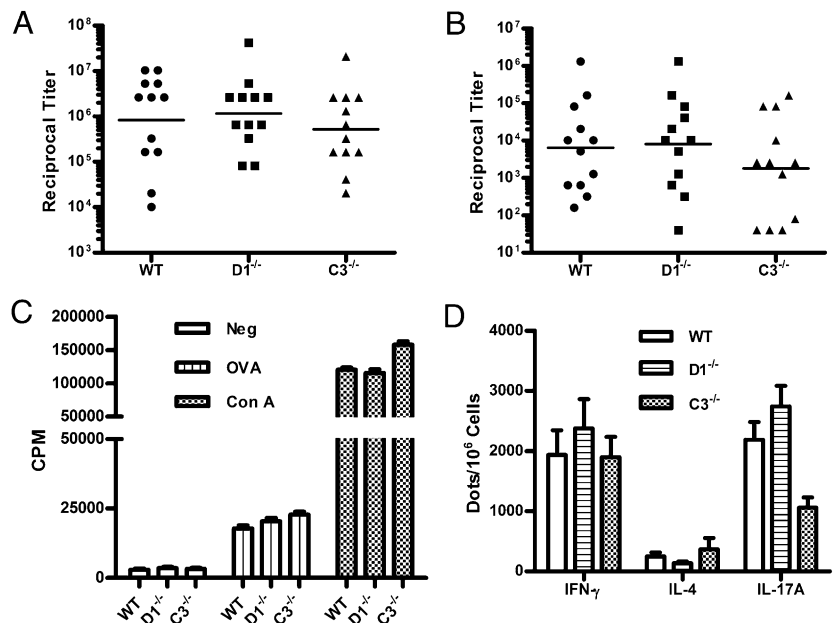 A
Reciprocal Titer
10⁸
10⁷
10⁶
10⁵
10⁴
10³
WT
D1⁻/⁻
C3⁻/⁻
B
Reciprocal Titer
10⁷
10⁶
10⁵
10⁴
10³
10²
10¹
WT
D1⁻/⁻
C3⁻/⁻
C
CPM
200000
150000
100000
50000
50000
25000
0
Neg
OVA
Con A
WT
D1⁻/⁻
C3⁻/⁻
WT
D1⁻/⁻
C3⁻/⁻
WT
D1⁻/⁻
C3⁻/⁻
D
Dots/10⁶ Cells
4000
3000
2000
1000
0
WT
D1⁻/⁻
C3⁻/⁻
IFN-γ
IL-4
IL-17A